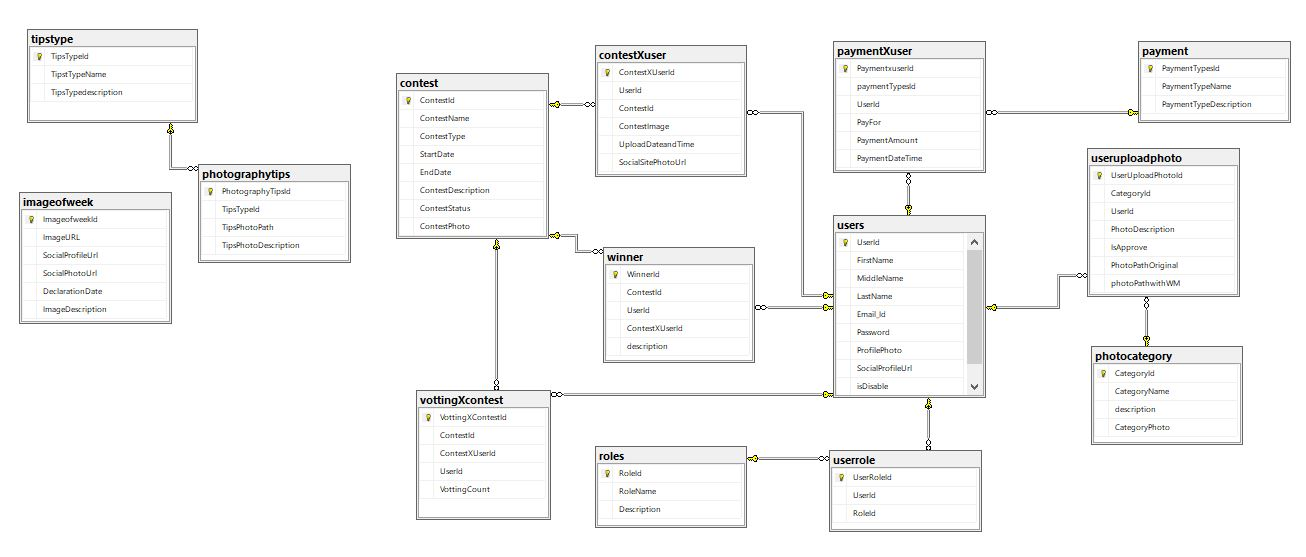 tipstype
TipsTypeId
TipstTypeName
TipsTypedescription
photographytips
PhotographyTipsId
TipsTypeId
TipsPhotoPath
TipsPhotoDescription
imageofweek
ImageofweekId
ImageURL
SocialProfileUrl
SocialPhotoUrl
DeclarationDate
ImageDescription
contest
ContestId
ContestName
ContestType
StartDate
EndDate
ContestDescription
ContestStatus
ContestPhoto
contestXuser
ContestXUserId
UserId
ContestId
ContestImage
UploadDateandTime
SocialSitePhotoUrl
winner
WinnerId
ContestId
UserId
ContestXUserId
description
vottingXcontest
VottingXContestId
ContestId
ContestXUserId
UserId
VottingCount
roles
RoleId
RoleName
Description
paymentXuser
PaymentxuserId
paymentTypesId
UserId
PayFor
PaymentAmount
PaymentDateTime
users
UserId
FirstName
MiddleName
LastName
Email_Id
Password
ProfilePhoto
SocialProfileUrl
isDisable
userrole
UserRoleId
UserId
RoleId
payment
PaymentTypesId
PaymentTypeName
PaymentTypeDescription
useruploadphoto
UserUploadPhotoId
CategoryId
UserId
PhotoDescription
IsApprove
PhotoPathOriginal
photoPathwithWM
photocategory
CategoryId
CategoryName
description
CategoryPhoto